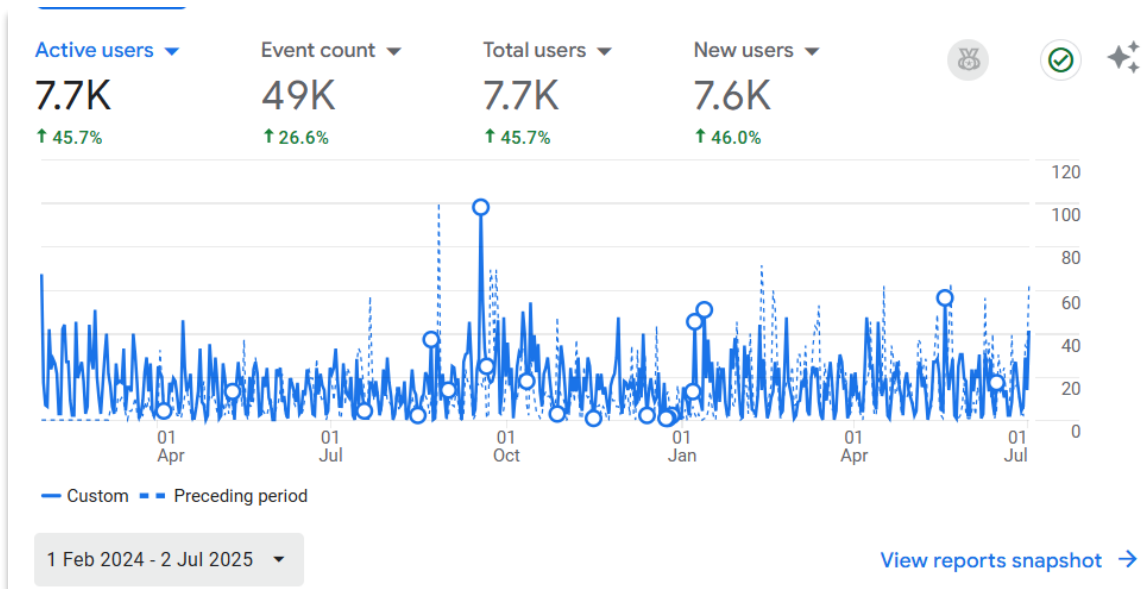 Active users Event count Total users New users
7.7K 49K 7.7K 7.6K
45.7% 26.6% 45.7% 46.0%
120
100
80
60
40
20
0
01 01 01 01 01 01
Apr Jul Oct Jan Apr Jul
Custom Preceding period
1 Feb 2024 - 2 Jul 2025
View reports snapshot